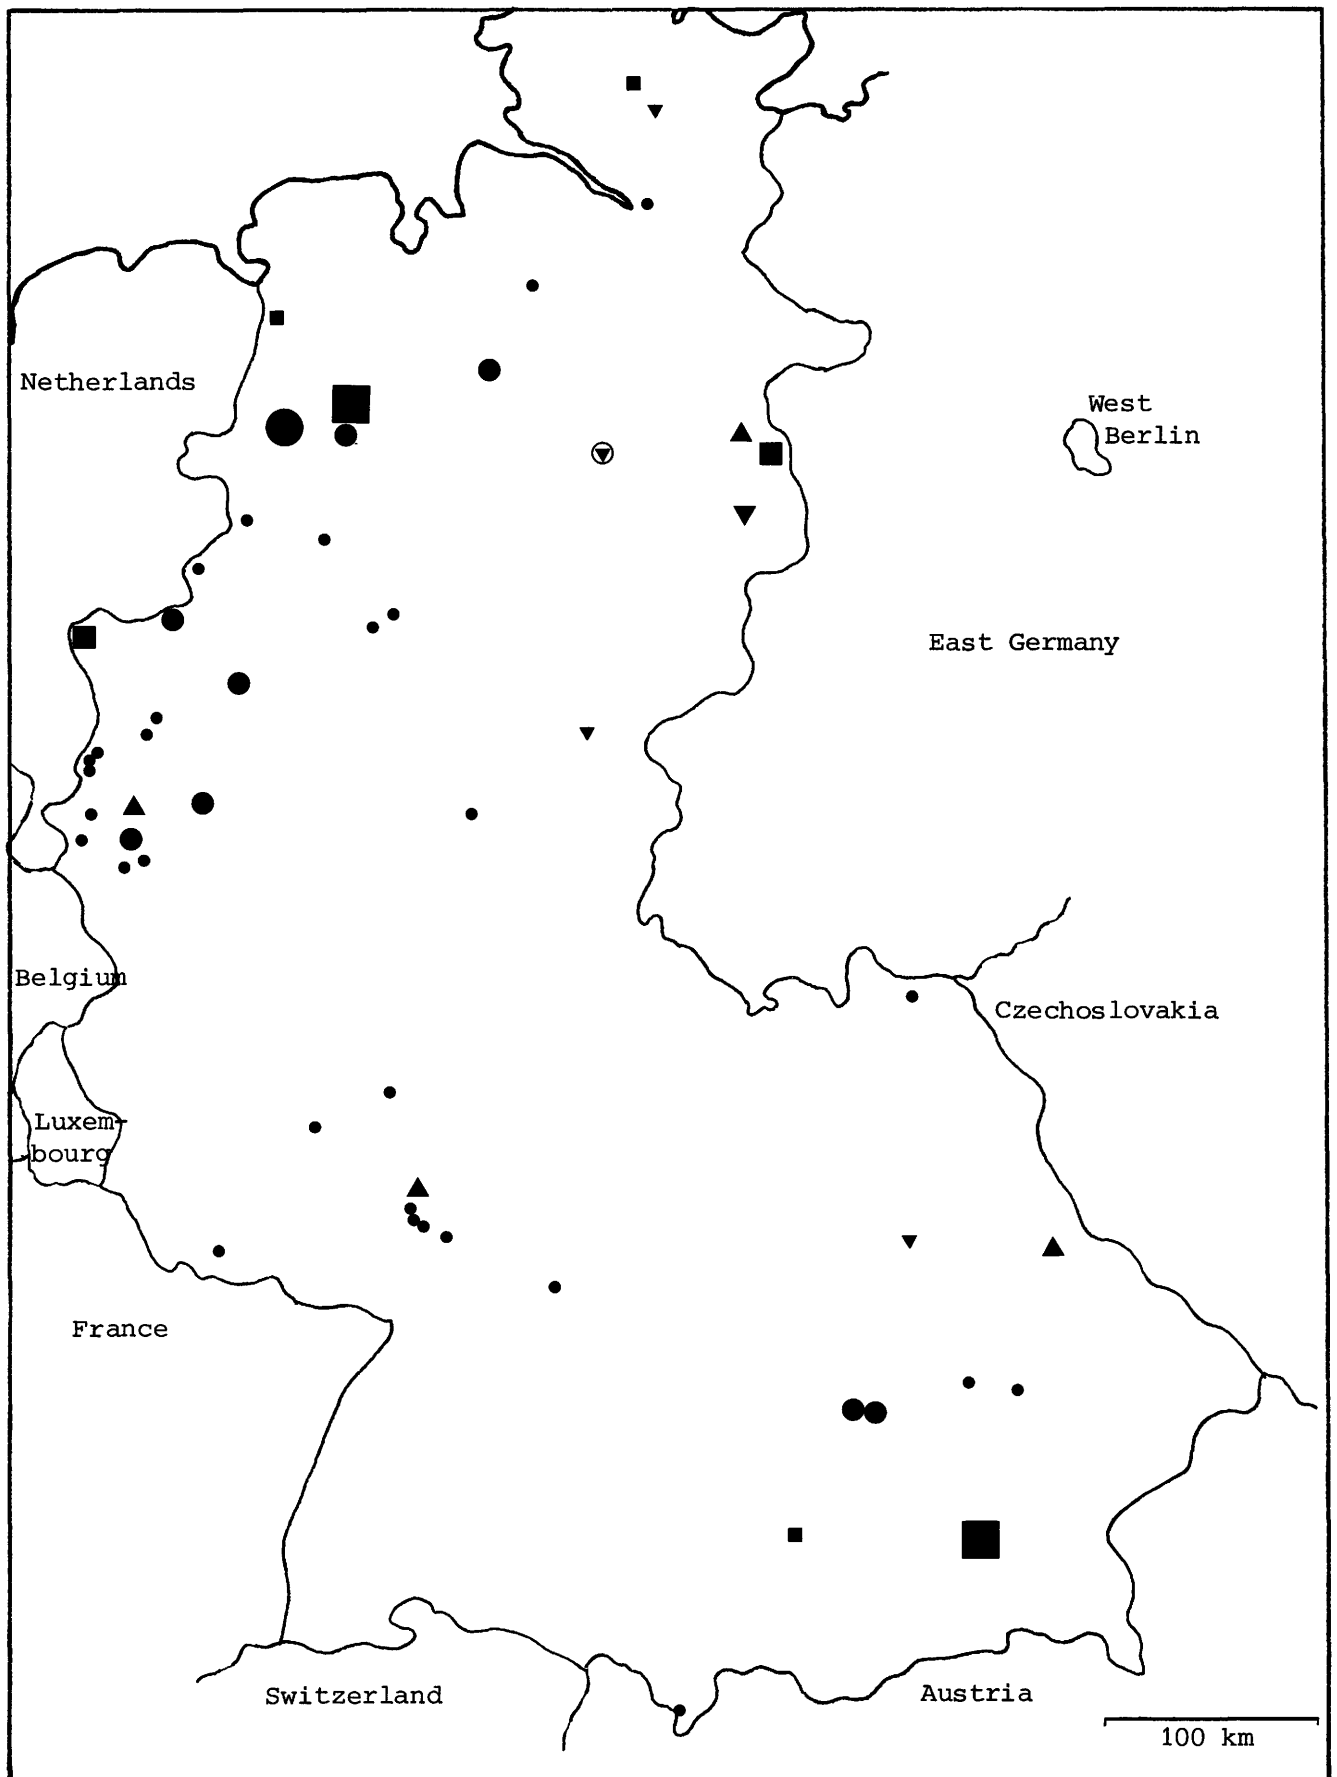 Netherlands
West
Berlin
East Germany
Belgium
Czechoslovakia
Luxem-
bourg
France
Switzerland
Austria
100 km